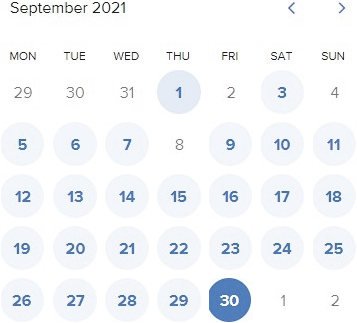 September 2021
MON TUE WED THU FRI SAT SUN
29 30 31 1 2 3 4
5 6 7 8 9 10 11
12 13 14 15 16 17 18
19 20 21 22 23 24 25
26 27 28 29 30 1 2